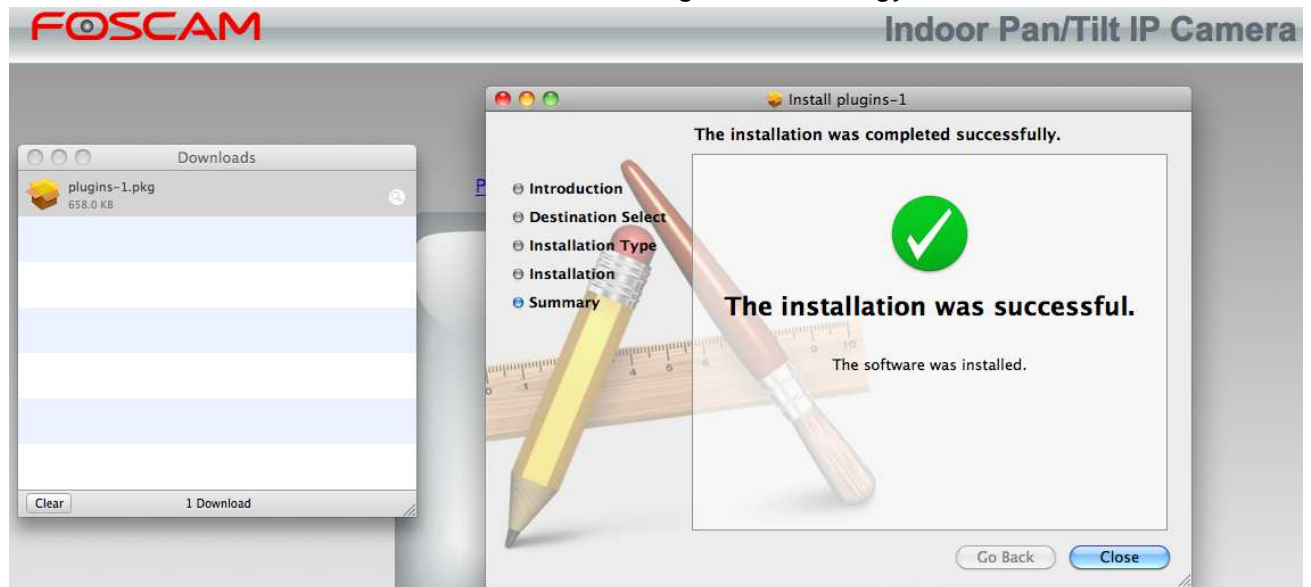 FOSCAM
Indoor Pan/Tilt IP Camera
Downloads
plugins-1.pkg
658.0 KB
Clear
1 Download
P
Install plugins-1
The installation was completed successfully.
Introduction
Destination Select
Installation Type
Installation
Summary
The installation was successful.
The software was installed.
Go Back
Close